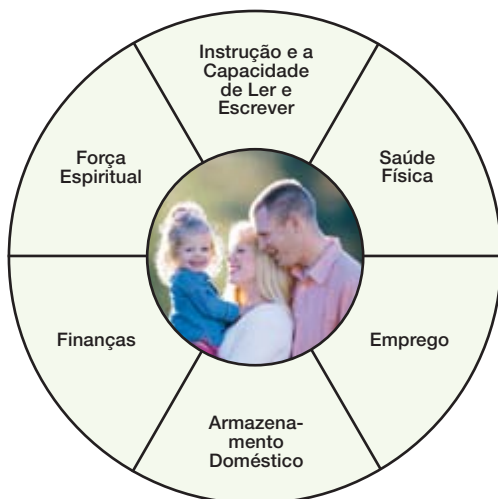 Instrução e a
Capacidade
de Ler e
Escrever
Saúde
Física
Emprego
Armazena-
mento
Doméstico
Finanças
Força
Espiritual